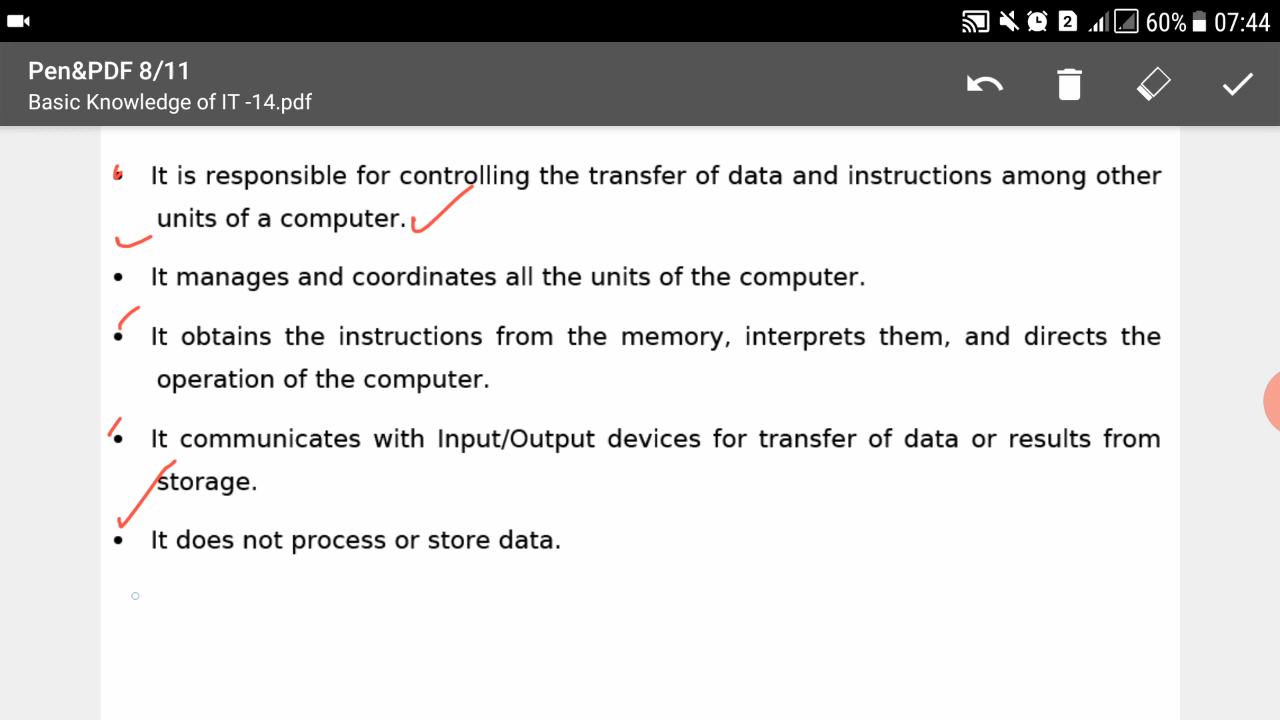 2 60% 07:44
Pen&PDF 8/11
Basic Knowledge of IT -14.pdf
• It is responsible for controlling the transfer of data and instructions among other
units of a computer.
• It manages and coordinates all the units of the computer.
• It obtains the instructions from the memory, interprets them, and directs the
operation of the computer.
• It communicates with Input/Output devices for transfer of data or results from
storage.
• It does not process or store data.